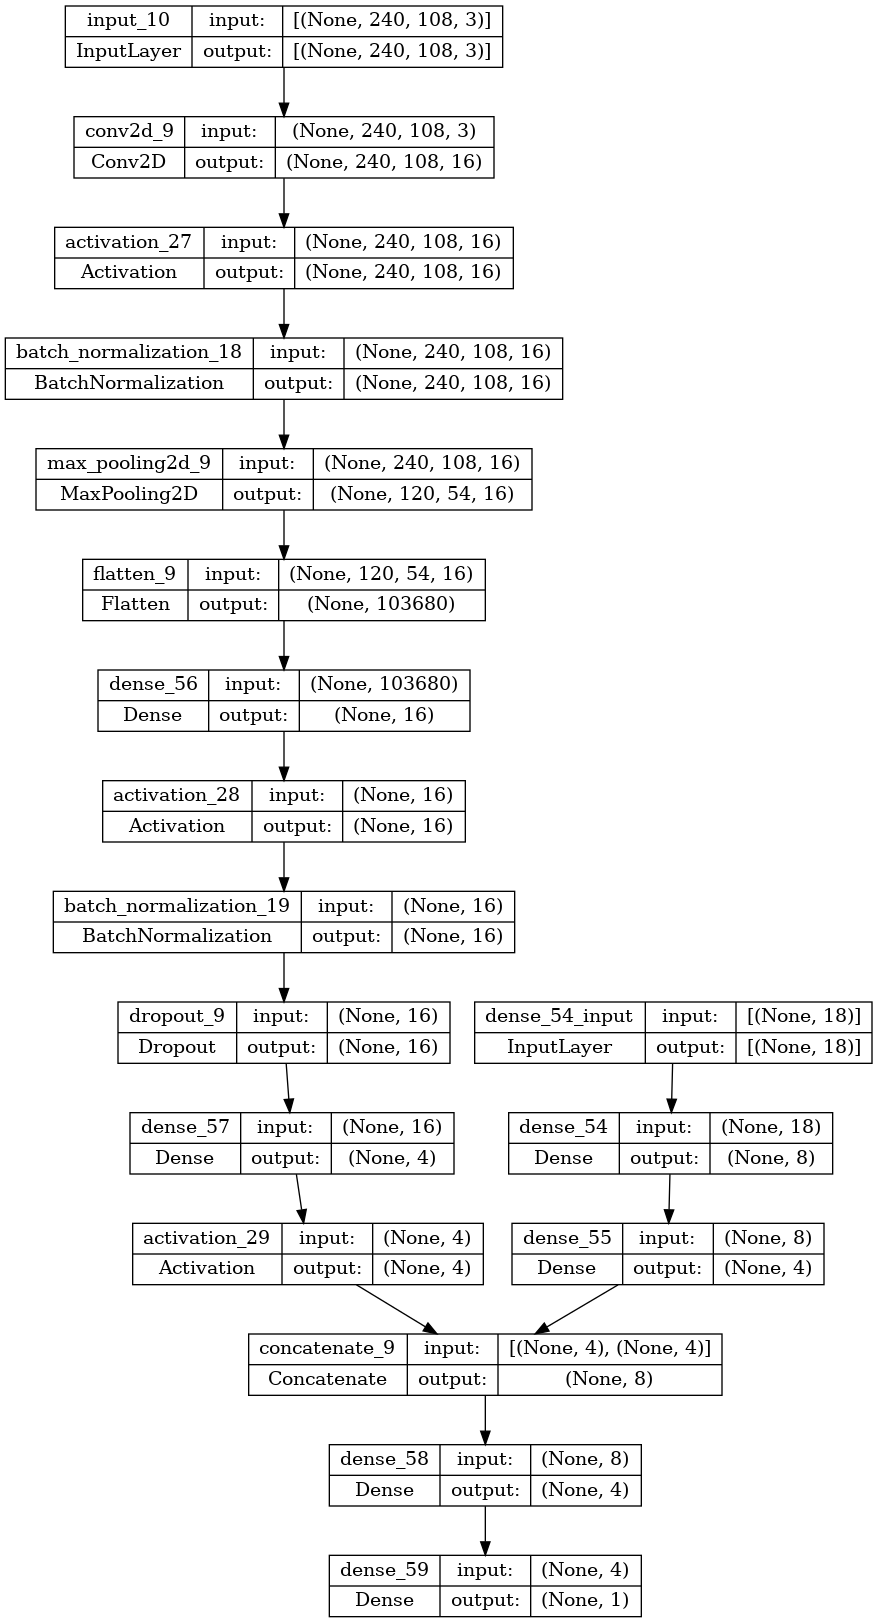 input_10 input: [(None, 240, 108, 3)]
InputLayer output: [(None, 240, 108, 3)]
conv2d_9 input: (None, 240, 108, 3)
Conv2D output: (None, 240, 108, 16)
activation_27 input: (None, 240, 108, 16)
Activation output: (None, 240, 108, 16)
batch_normalization_18 input: (None, 240, 108, 16)
BatchNormalization output: (None, 240, 108, 16)
max_pooling2d_9 input: (None, 240, 108, 16)
MaxPooling2D output: (None, 120, 54, 16)
flatten_9 input: (None, 120, 54, 16)
Flatten output: (None, 103680)
dense_56 input: (None, 103680)
Dense output: (None, 16)
activation_28 input: (None, 16)
Activation output: (None, 16)
batch_normalization_19 input: (None, 16)
BatchNormalization output: (None, 16)
dropout_9 input: (None, 16)
Dropout output: (None, 16)
dense_54_input input: [(None, 18)]
InputLayer output: [(None, 18)]
dense_57 input: (None, 16)
Dense output: (None, 4)
dense_54 input: (None, 18)
Dense output: (None, 8)
activation_29 input: (None, 4)
Activation output: (None, 4)
dense_55 input: (None, 8)
Dense output: (None, 4)
concatenate_9 input: [(None, 4), (None, 4)]
Concatenate output: (None, 8)
dense_58 input: (None, 8)
Dense output: (None, 4)
dense_59 input: (None, 4)
Dense output: (None, 1)